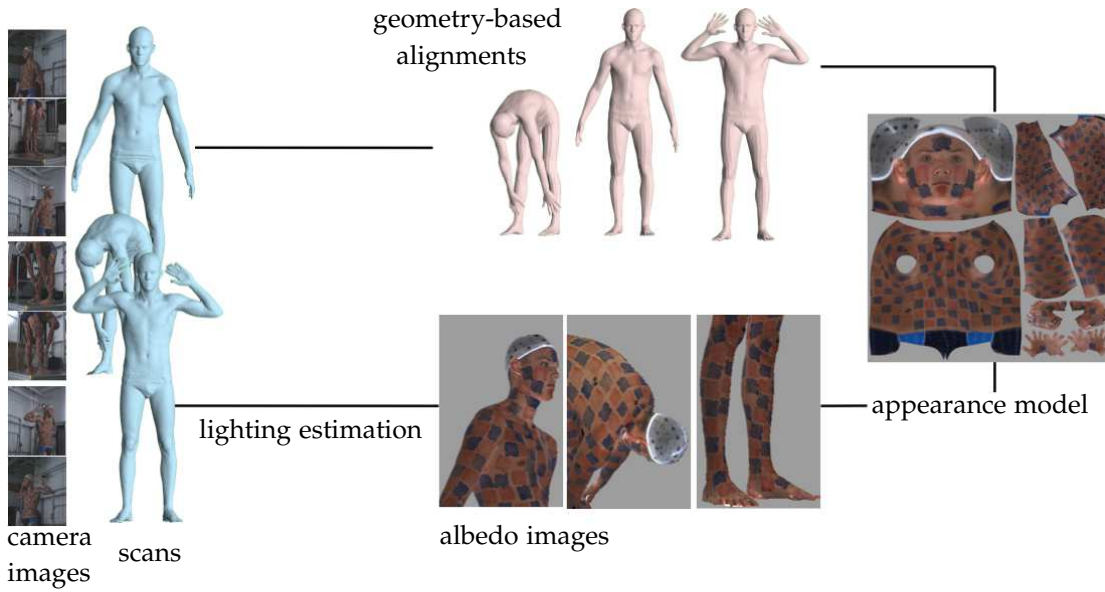 geometry-based
alignments
lighting estimation
appearance model
camera
images
scans
albedo images